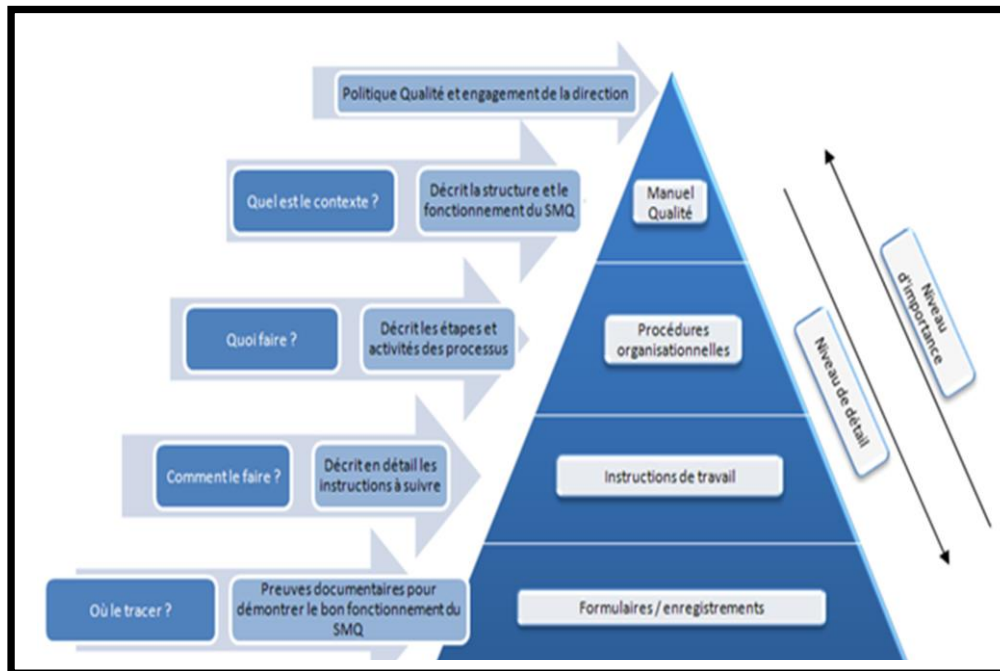 Politique Qualité et engagement de la direction
Quel est le contexte ?
Décrit la structure et le
fonctionnement du SMQ
Manuel
Qualité
Quoi faire ?
Décrit les étapes et
activités des processus
Procédures
organisationnelles
Comment le faire ?
Décrit en détail les
instructions à suivre
Instructions de travail
Où le tracer ?
Preuves documentaires pour
démontrer le bon fonctionnement du
SMQ
Formulaires / enregistrements
Niveau de détail
Niveau
d'importance